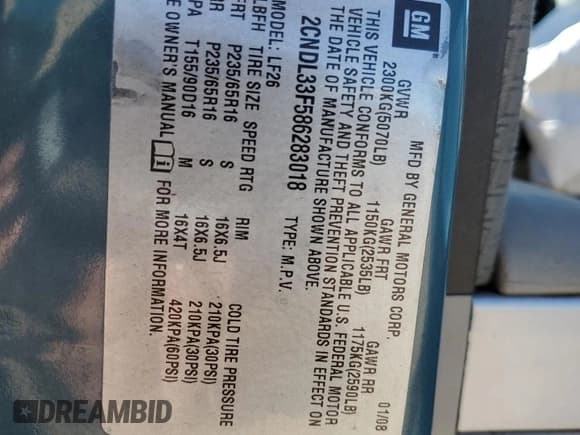 GM
MFD BY GENERAL MOTORS CORP. 01/08
GVWR GAWR FRT GAWR RR
2300KG(5070LB) 1150KG(2535LB) 1175KG(2590LB)
THIS VEHICLE CONFORMS TO ALL APPLICABLE U.S. FEDERAL MOTOR
VEHICLE SAFETY AND THEFT PREVENTION STANDARDS IN EFFECT ON
THE DATE OF MANUFACTURE SHOWN ABOVE.
2CNDL33F586283018 TYPE: M.P.V.
MODEL: LF26
LBFH TIRE SIZE SPEED RTG RIM COLD TIRE PRESSURE
FRT P235/65R16 S 16X6.5J 210KPA(30PSI)
RR P235/65R16 S 16X6.5J 210KPA(30PSI)
SPA T155/90D16 M 16X4T 420KPA(60PSI)
OWNER'S MANUAL FOR MORE INFORMATION.
DREAMBID